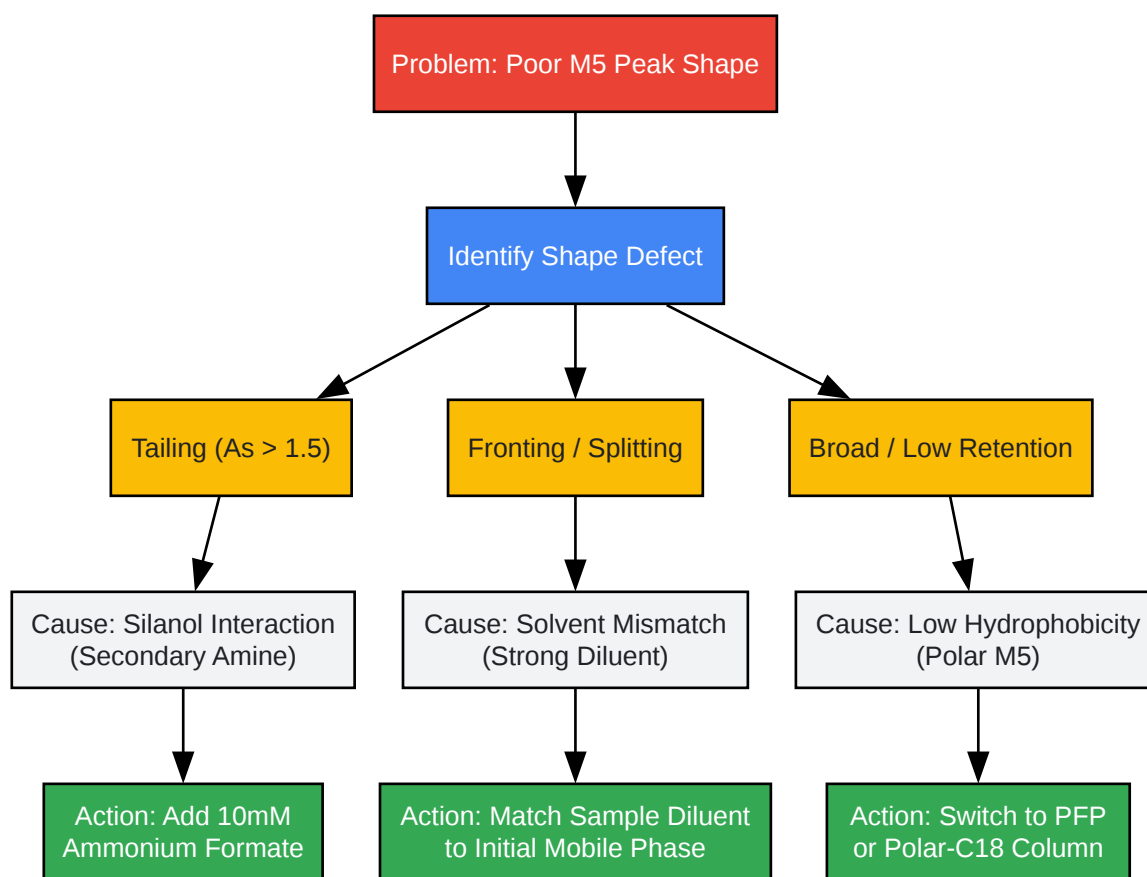 Problem: Poor M5 Peak Shape
Identify Shape Defect
Tailing (As > 1.5)
Fronting / Splitting
Broad / Low Retention
Cause: Silanol Interaction
(Secondary Amine)
Cause: Solvent Mismatch
(Strong Diluent)
Cause: Low Hydrophobicity
(Polar M5)
Action: Add 10mM
Ammonium Formate
Action: Match Sample Diluent
to Initial Mobile Phase
Action: Switch to PFP
or Polar-C18 Column